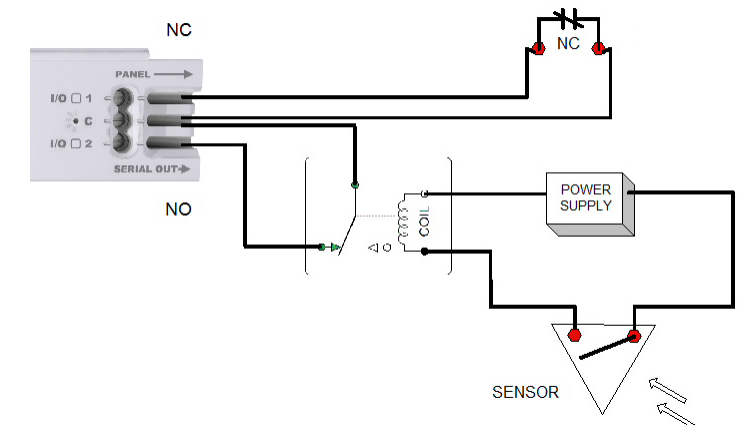 NC
NC
PANEL
I/O 1
C
I/O 2
SERIAL OUT
NO
COIL
POWER
SUPPLY
SENSOR